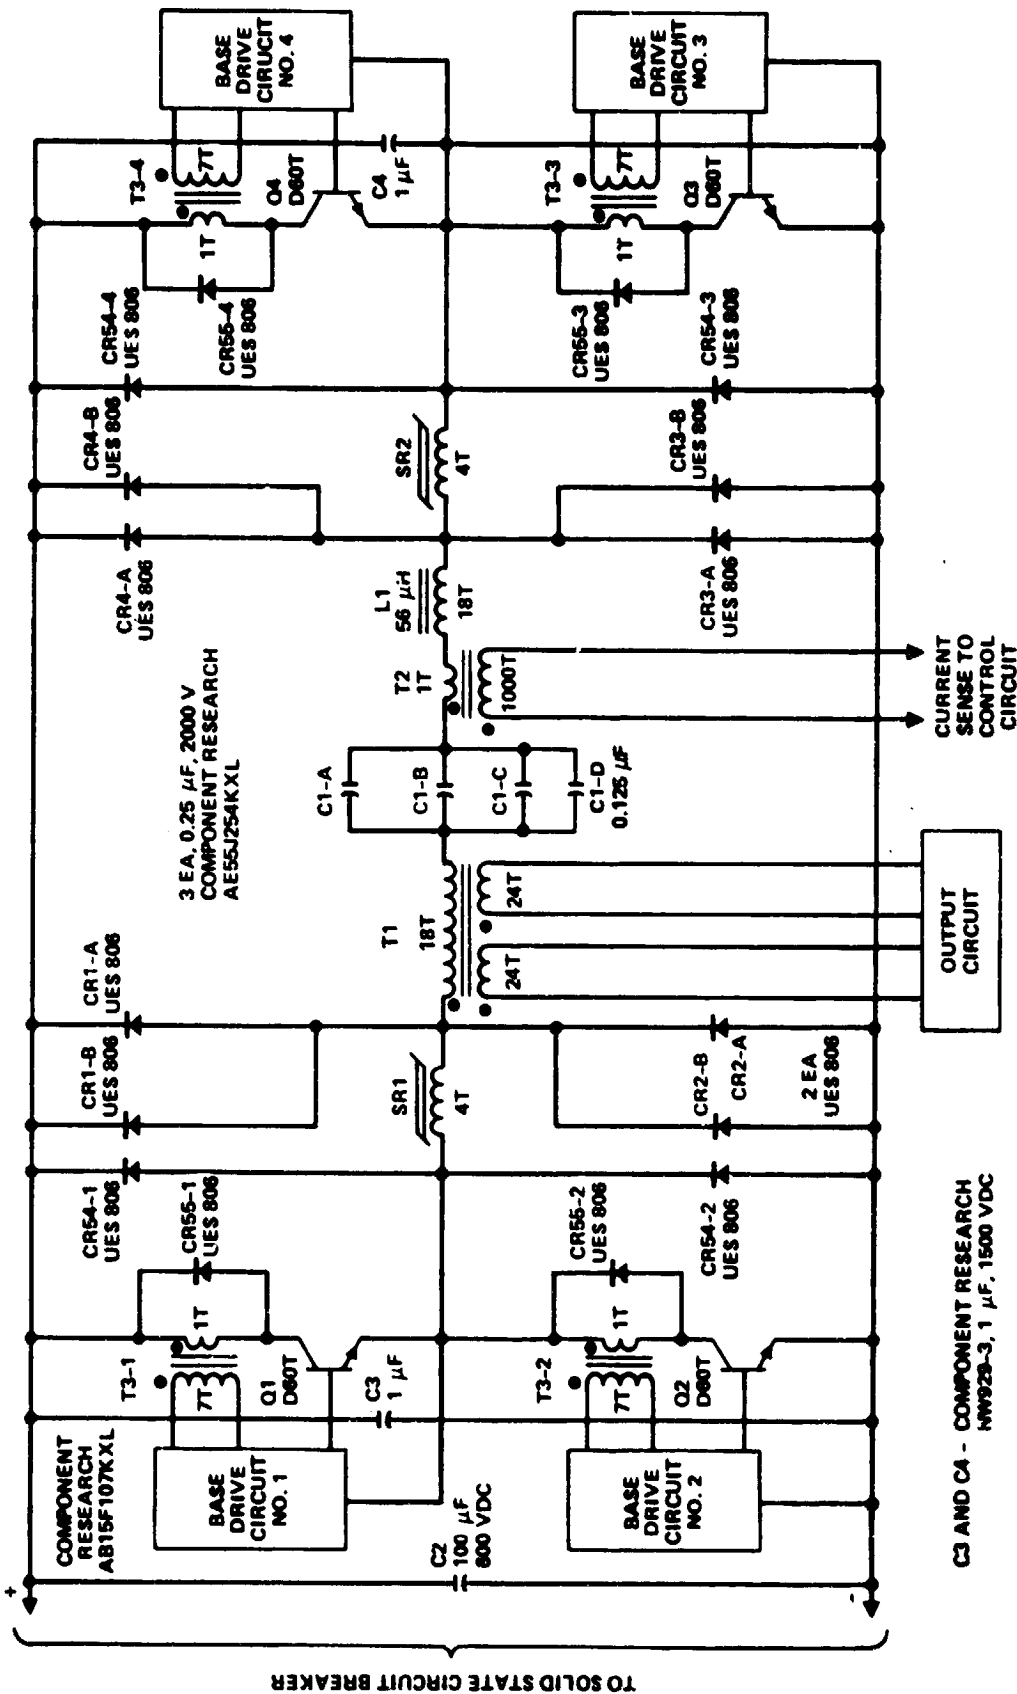 TO SOLID STATE CIRCUIT BREAKER
+
-
COMPONENT
RESEARCH
AB15F107KXL
C2
100 µF
800 VDC
BASE
DRIVE
CIRCUIT
NO. 1
T3-1
7T
1T
Q1
D60T
C3
1 µF
CR55-1
UES 806
CR54-1
UES 806
BASE
DRIVE
CIRCUIT
NO. 2
T3-2
7T
1T
Q2
D60T
CR55-2
UES 806
CR54-2
UES 806
SR1
4T
CR1-B
UES 806
CR1-A
UES 806
CR2-B
CR2-A
2 EA
UES 806
T1
18T
24T
24T
OUTPUT
CIRCUIT
3 EA, 0.25 µF, 2000 V
COMPONENT RESEARCH
AE55J254KXL
C1-A
C1-B
C1-C
C1-D
0.125 µF
T2
1T
1000T
CURRENT
SENSE TO
CONTROL
CIRCUIT
L1
56 µH
18T
CR4-A
UES 806
CR4-B
UES 806
CR3-A
UES 806
CR3-B
UES 806
SR2
4T
CR54-4
UES 806
CR55-4
UES 806
T3-4
7T
1T
Q4
D60T
C4
1 µF
BASE
DRIVE
CIRUCIT
NO. 4
CR54-3
UES 806
CR55-3
UES 806
T3-3
7T
1T
Q3
D60T
BASE
DRIVE
CIRCUIT
NO. 3
C3 AND C4 - COMPONENT RESEARCH
NW929-3, 1 µF, 1500 VDC